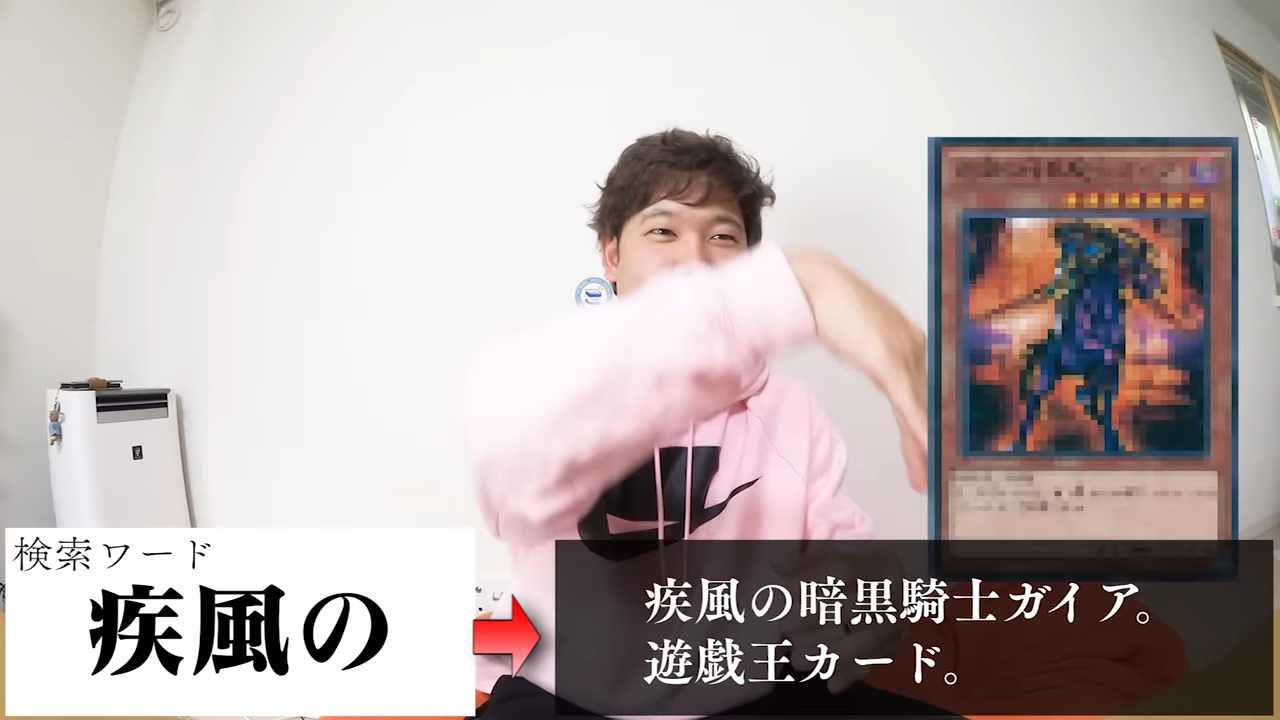 検索ワード
疾風の
疾風の暗黒騎士ガイア。
遊戯王カード。